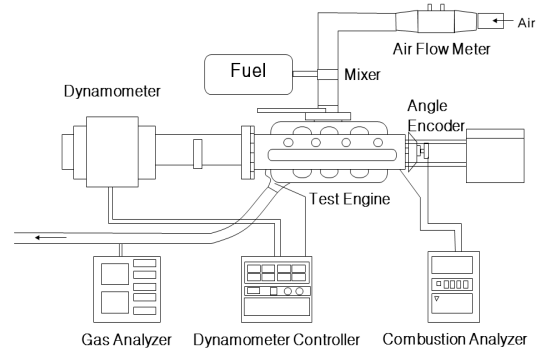 Air
Air Flow Meter
Fuel
Mixer
Dynamometer
Angle
Encoder
Test Engine
Gas Analyzer
Dynamometer Controller
Combustion Analyzer